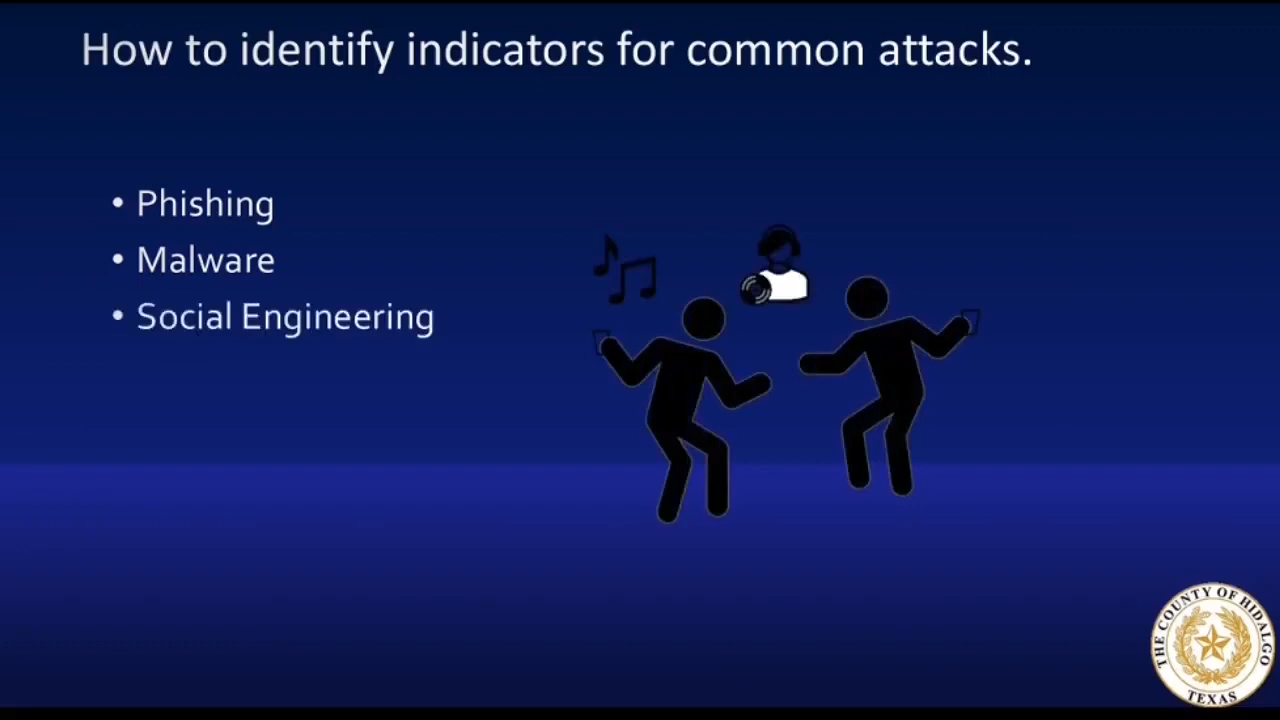 How to identify indicators for common attacks.
• Phishing
• Malware
• Social Engineering
THE COUNTY OF HIDALGO
TEXAS